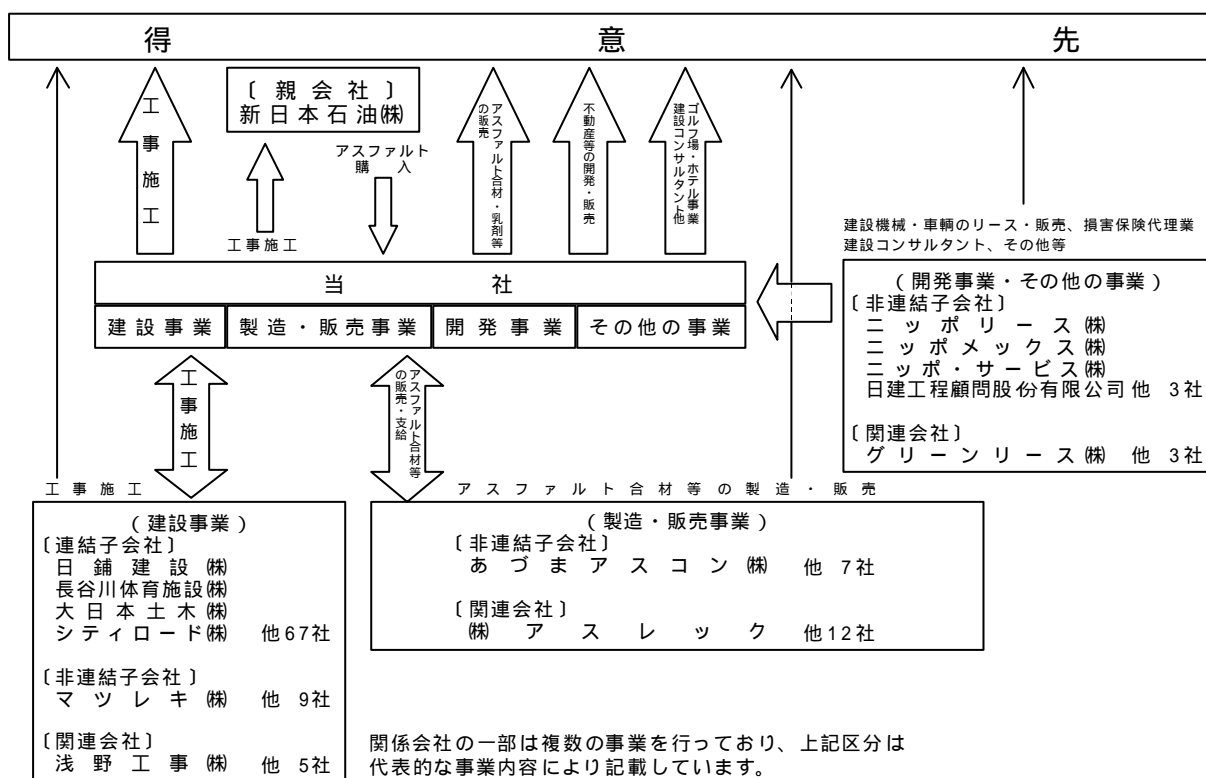 得意先
工事施工
〔親会社〕
新日本石油㈱
アスファルト
購入
工事施工
アスファルト合材・乳剤等
の販売
不動産等の開発・販売
ゴルフ場・ホテル事業
建設コンサルタント他
建設機械・車輌のリース・販売、損害保険代理業
建設コンサルタント、その他等
当社
建設事業 製造・販売事業 開発事業 その他の事業
(開発事業・その他の事業)
〔非連結子会社〕
ニッポリース㈱
ニッポメックス㈱
ニッポ・サービス㈱
日建工程顧問股份有限公司 他 3社
〔関連会社〕
グリーンリース㈱ 他 3社
工事施工
アスファルト合材等
の販売・支給
工事施工
(建設事業)
〔連結子会社〕
日舗建設㈱
長谷川体育施設㈱
大日本土木㈱
シティロード㈱ 他67社
〔非連結子会社〕
マツレキ㈱ 他 9社
〔関連会社〕
浅野工事㈱ 他 5社
アスファルト合材等の製造・販売
(製造・販売事業)
〔非連結子会社〕
あづまアスコン㈱ 他 7社
〔関連会社〕
㈱アスレック 他12社
関係会社の一部は複数の事業を行っており、上記区分は
代表的な事業内容により記載しています。